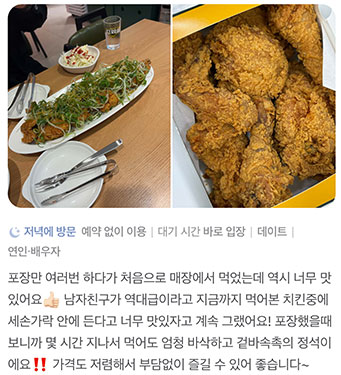 저녁에 방문 예약 없이 이용 | 대기 시간 바로 입장 | 데이트 |
연인·배우자
포장만 여러번 하다가 처음으로 매장에서 먹었는데 역시 너무 맛
있어요👍🏻 남자친구가 역대급이라고 지금까지 먹어본 치킨중에
세손가락 안에 든다고 너무 맛있자고 계속 그랬어요! 포장했을때
보니까 몇 시간 지나서 먹어도 엄청 바삭하고 겉바속촉의 정석이
에요‼️ 가격도 저렴해서 부담없이 즐길 수 있어 좋습니다~